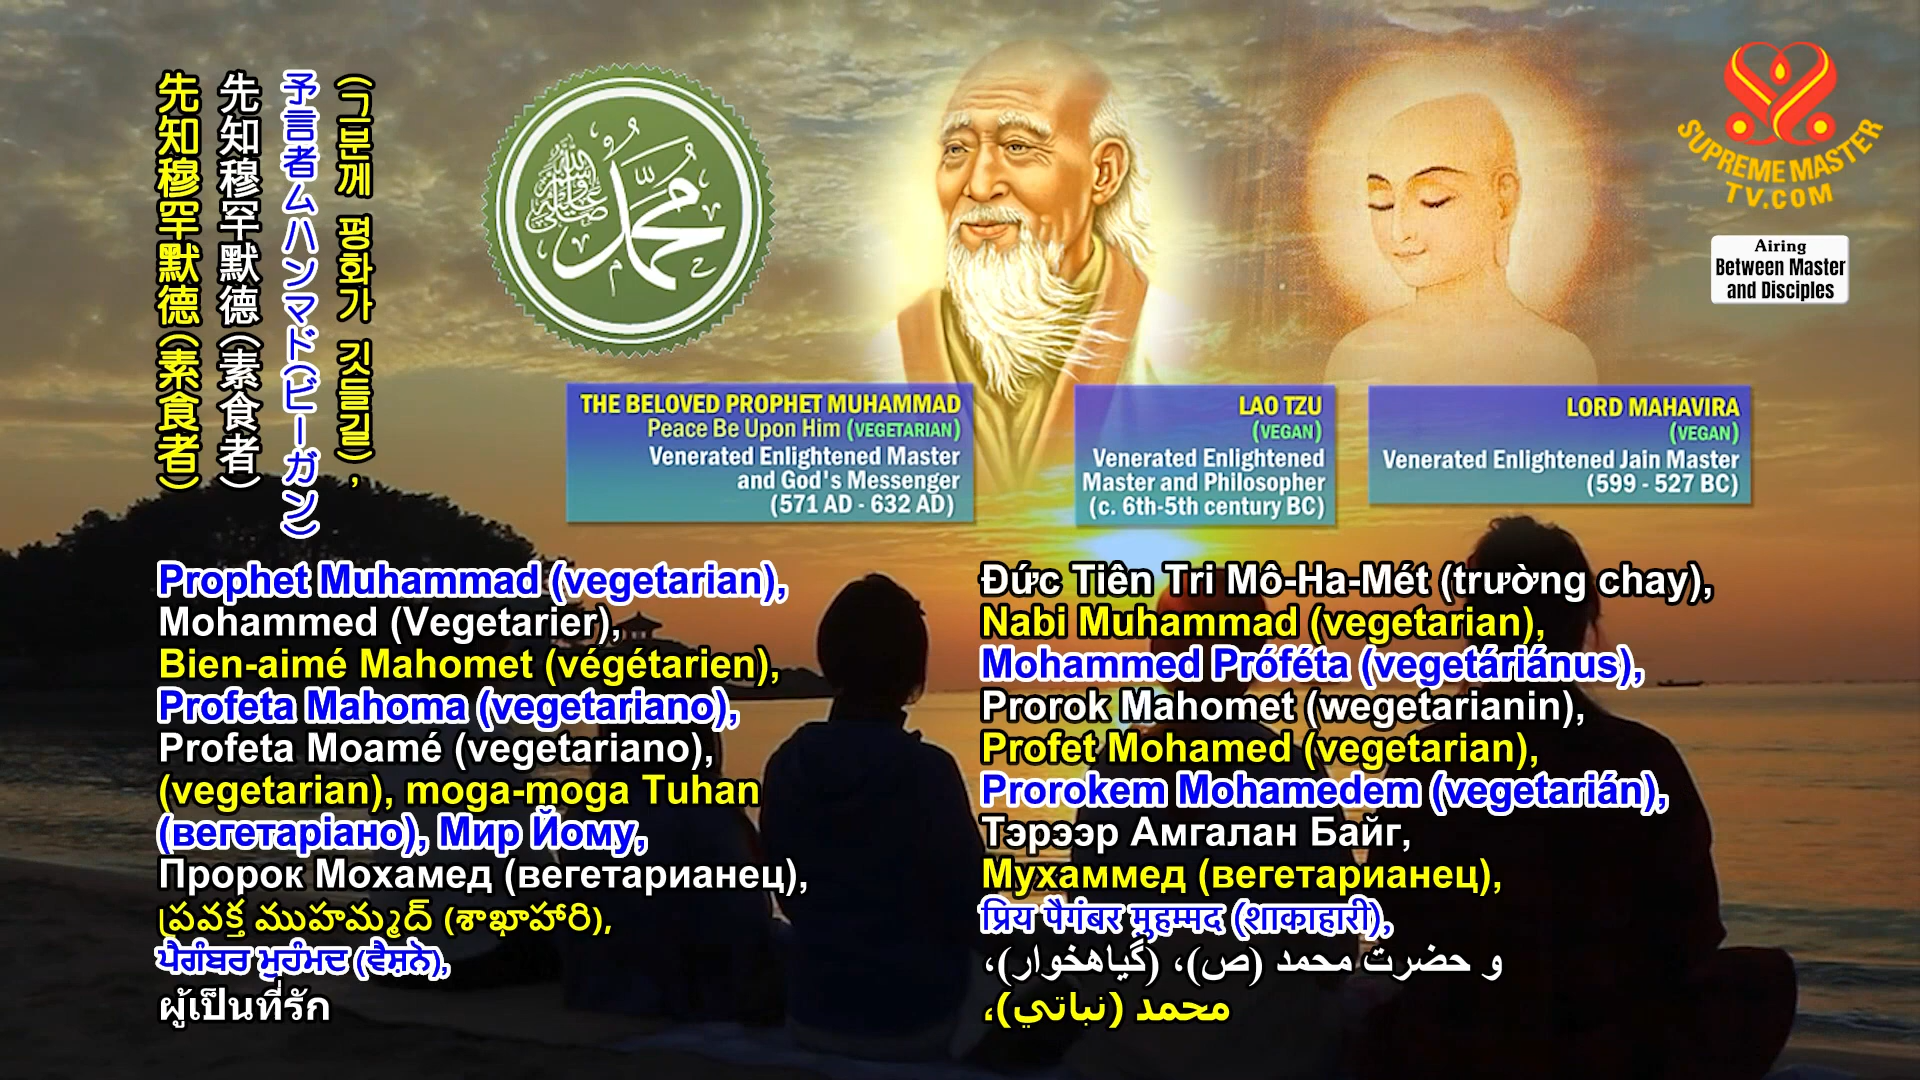 (그분께 평화가 깃들길),
予言者ムハンマド(ビーガン)
先知穆罕默德(素食者)
先知穆罕默德(素食者)
محمد
SUPREME MASTER
TV.COM
Airing
Between Master
and Disciples
THE BELOVED PROPHET MUHAMMAD
Peace Be Upon Him (VEGETARIAN)
Venerated Enlightened Master
and God's Messenger
(571 AD - 632 AD)
LAO TZU
(VEGAN)
Venerated Enlightened
Master and Philosopher
(c. 6th-5th century BC)
LORD MAHAVIRA
(VEGAN)
Venerated Enlightened Jain Master
(599 - 527 BC)
Prophet Muhammad (vegetarian),
Mohammed (Vegetarier),
Bien-aimé Mahomet (végétarien),
Profeta Mahoma (vegetariano),
Profeta Moamé (vegetariano),
(vegetarian), moga-moga Tuhan
(вегетаріано), Мир Йому,
Пророк Мохамед (вегетарианец),
ప్రవక్త ముహమ్మద్ (శాఖాహారి),
ਪੈਗੰਬਰ ਮੁਹੰਮਦ (ਵੈਸ਼ਨੋ),
ผู้เป็นที่รัก
Đức Tiên Tri Mô-Ha-Mét (trường chay),
Nabi Muhammad (vegetarian),
Mohammed Próféta (vegetáriánus),
Prorok Mahomet (wegetarianin),
Profet Mohamed (vegetarian),
Prorokem Mohamedem (vegetarián),
Тэрээр Амгалан Байг,
Мухаммед (вегетарианец),
प्रिय पैगंबर मुहम्मद (शाकाहारी),
و حضرت محمد (ص)، (گیاهخوار)،
محمد (نباتي)،